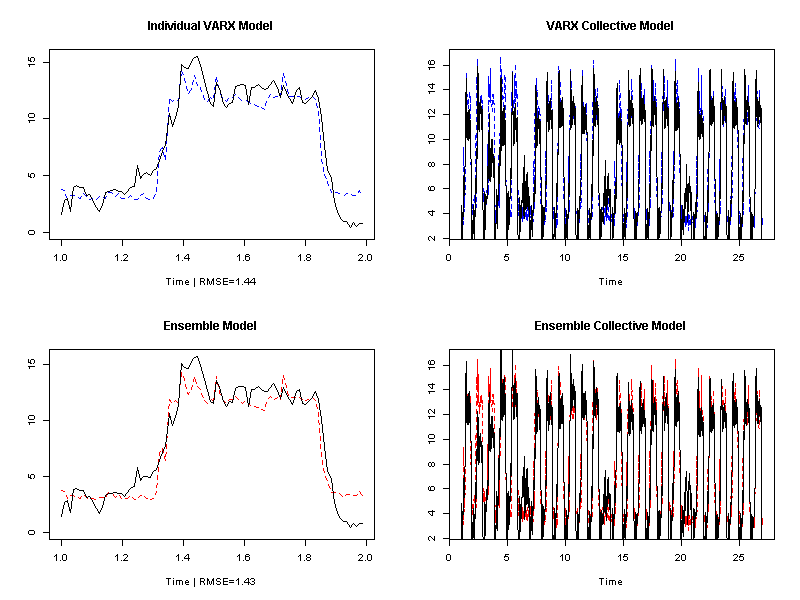 Individual VARX Model
15
10
5
0
1.0 1.2 1.4 1.6 1.8 2.0
Time | RMSE=1.44
VARX Collective Model
16
14
12
10
8
6
4
2
0 5 10 15 20 25
Time
Ensemble Model
15
10
5
0
1.0 1.2 1.4 1.6 1.8 2.0
Time | RMSE=1.43
Ensemble Collective Model
16
14
12
10
8
6
4
2
0 5 10 15 20 25
Time